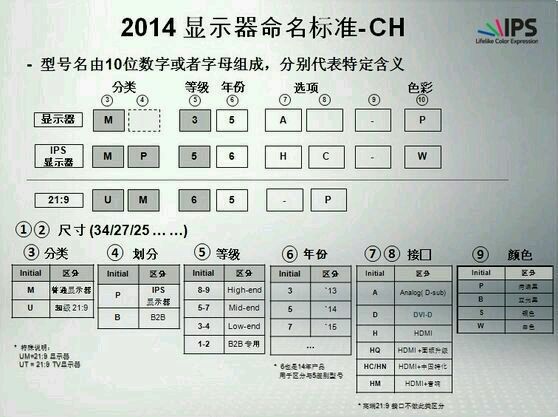 2014 显示器命名标准-CH
IPS
Lifelike Color Expression
- 型号名由10位数字或者字母组成，分别代表特定含义
分类 等级 年份 选项 色彩
③ ④ ⑤ ⑥ ⑦ ⑧ ⑨ ⑩
显示器 M 3 5 A - P
IPS 显示器 M P 5 6 H C - W
21:9 U M 6 5 - P
①② 尺寸 (34/27/25 … …)
③ 分类
Initial 区分
M 普通显示器
U 超级 21:9
* 特殊说明：
UM=21:9 显示器
UT = 21:9 TV显示器
④ 划分
Initial 区分
P IPS 显示器
B B2B
⑤ 等级
Initial 区分
8-9 High-end
5-7 Mid-end
3-4 Low-end
1-2 B2B 专用
⑥ 年份
Initial 区分
3 `13
5 `14
7 `15
...
* 6也是14年产品
用于区分与5差别型号
⑦ ⑧ 接口
Initial 区分
A Analog( D-sub)
D DVI-D
H HDMI
HQ HDMI+面板升级
HC/HN HDMI+中国特化
HM HDMI+音响
*高端21:9 接口不做此类区分
⑨ 颜色
Initial 区分
P
B
S 银色
W 白色